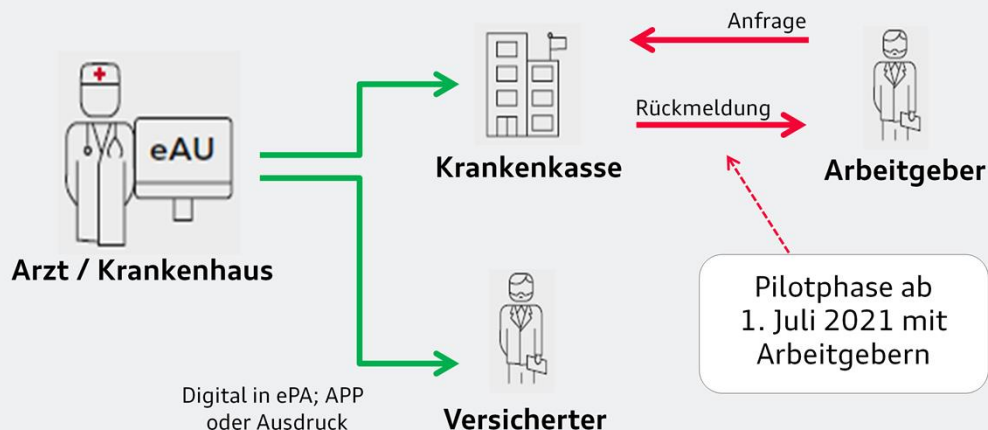 Anfrage
eAU
Rückmeldung
Krankenkasse
Arbeitgeber
Arzt / Krankenhaus
Pilotphase ab
1. Juli 2021 mit
Arbeitgebern
Digital in ePA; APP
oder Ausdruck
Versicherter